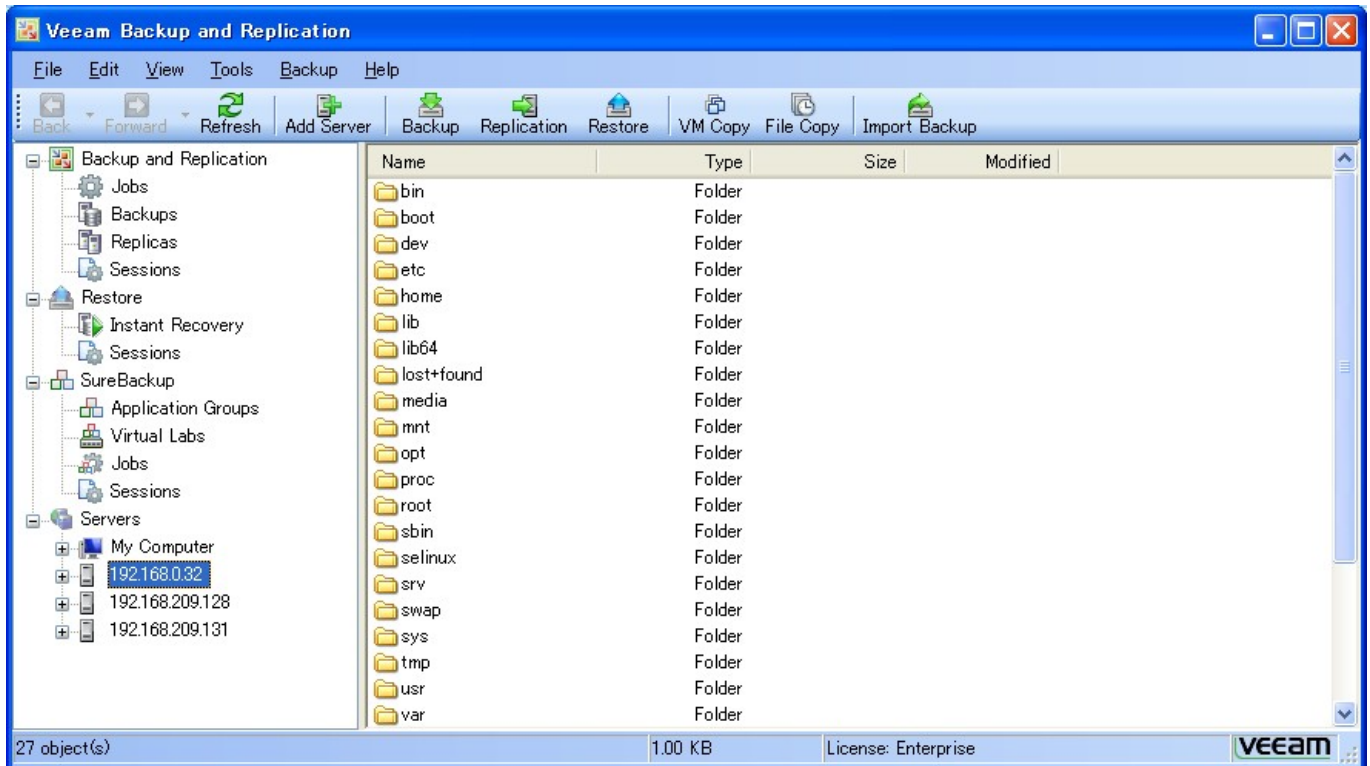 Veeam Backup and Replication
File Edit View Tools Backup Help
Back Forward Refresh Add Server Backup Replication Restore VM Copy File Copy Import Backup
Backup and Replication
Jobs
Backups
Replicas
Sessions
Restore
Instant Recovery
Sessions
SureBackup
Application Groups
Virtual Labs
Jobs
Sessions
Servers
My Computer
192.168.0.32
192.168.209.128
192.168.209.131
Name Type Size Modified
bin Folder
boot Folder
dev Folder
etc Folder
home Folder
lib Folder
lib64 Folder
lost+found Folder
media Folder
mnt Folder
opt Folder
proc Folder
root Folder
sbin Folder
selinux Folder
srv Folder
swap Folder
sys Folder
tmp Folder
usr Folder
var Folder
27 object(s) 1.00 KB License: Enterprise veeam